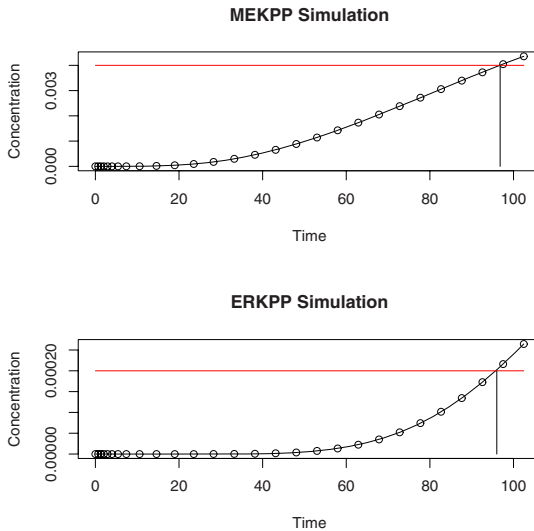 MEKPP Simulation
Concentration
0.003
0.000
0 20 40 60 80 100
Time
ERKPP Simulation
Concentration
0.00020
0.00000
0 20 40 60 80 100
Time